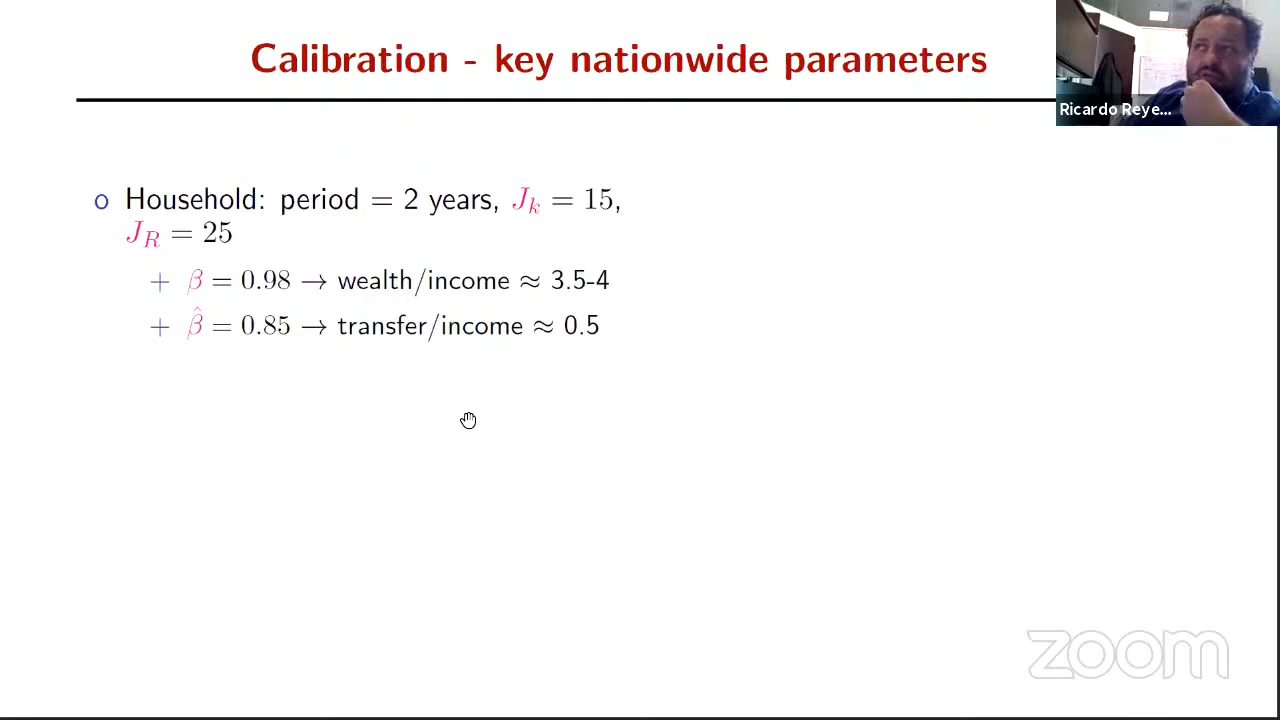 Calibration - key nationwide parameters
Ricardo Reye...
o Household: period = 2 years, J_k = 15,
J_R = 25
+ β = 0.98 → wealth/income ≈ 3.5-4
+ β̂ = 0.85 → transfer/income ≈ 0.5
zoom